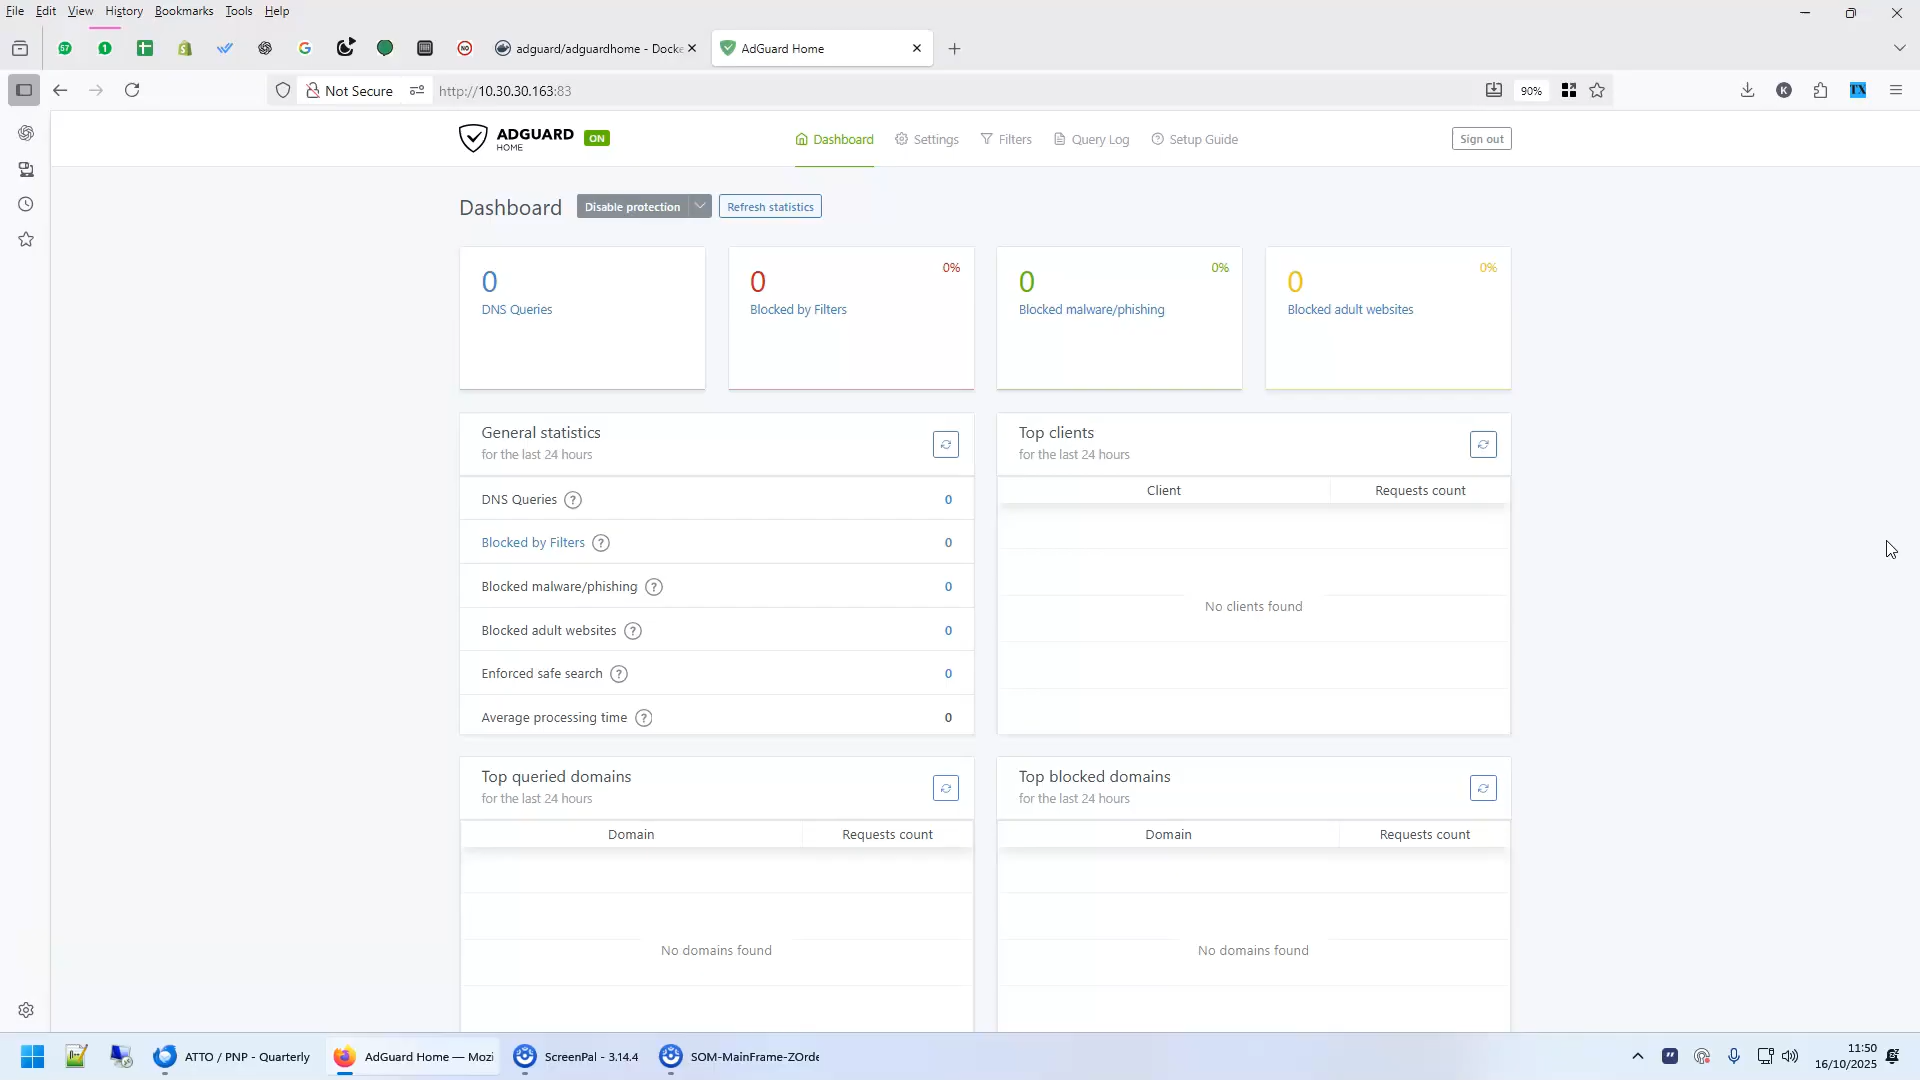 File Edit View History Bookmarks Tools Help
57
1
NO
adguard/adguardhome - Docke
AdGuard Home
Not Secure
http://10.30.30.163:83
90%
K
TX
ADGUARD
HOME
ON
Dashboard
Settings
Filters
Query Log
Setup Guide
Sign out
Dashboard
Disable protection
Refresh statistics
0
DNS Queries
0
0%
Blocked by Filters
0
0%
Blocked malware/phishing
0
0%
Blocked adult websites
General statistics
for the last 24 hours
DNS Queries ? 0
Blocked by Filters ? 0
Blocked malware/phishing ? 0
Blocked adult websites ? 0
Enforced safe search ? 0
Average processing time ? 0
Top clients
for the last 24 hours
Client Requests count
No clients found
Top queried domains
for the last 24 hours
Domain Requests count
No domains found
Top blocked domains
for the last 24 hours
Domain Requests count
No domains found
ATTO / PNP - Quarterly
AdGuard Home — Mozi
ScreenPal - 3.14.4
SOM-MainFrame-ZOrde
11:50
16/10/2025